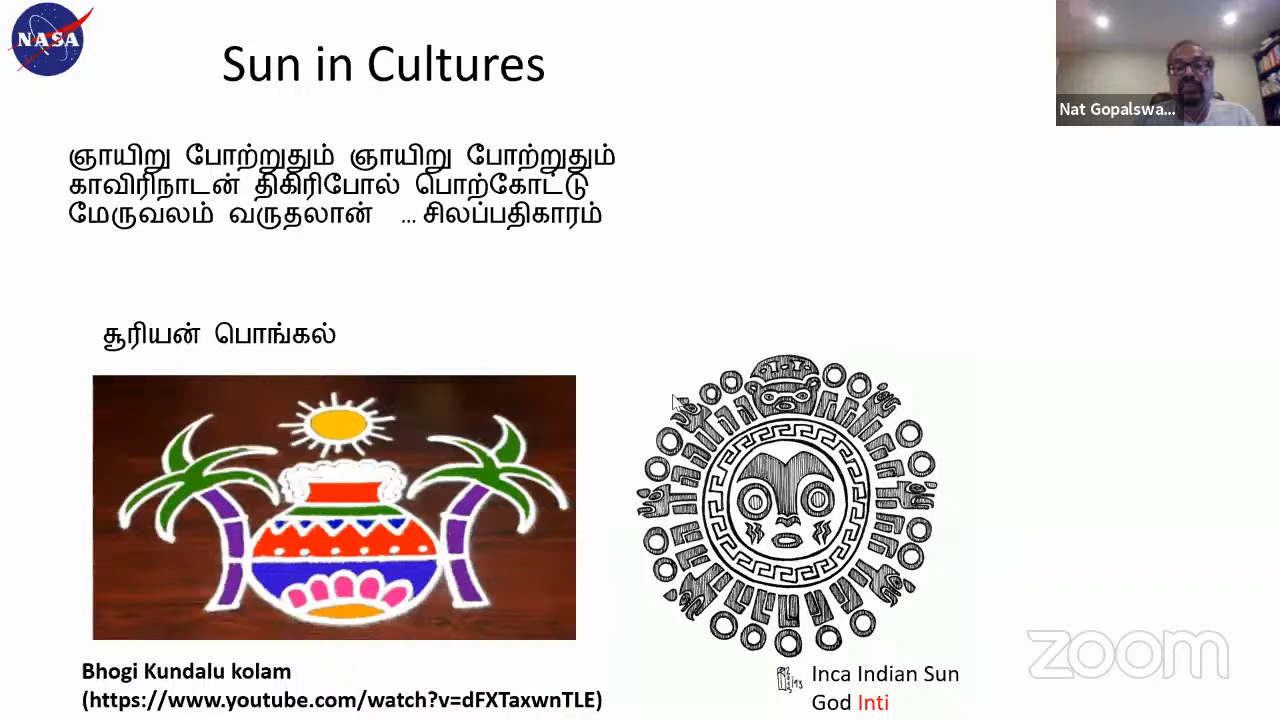 NASA
Sun in Cultures
Nat Gopalswa...
ஞாயிறு போற்றுதும் ஞாயிறு போற்றுதும்
காவிரிநாடன் திகிரிபோல் பொற்கோட்டு
மேருவலம் வருதலான் ... சிலப்பதிகாரம்
சூரியன் பொங்கல்
Bhogi Kundalu kolam
(https://www.youtube.com/watch?v=dFXTaxwnTLE)
Inca Indian Sun
God Inti
zoom